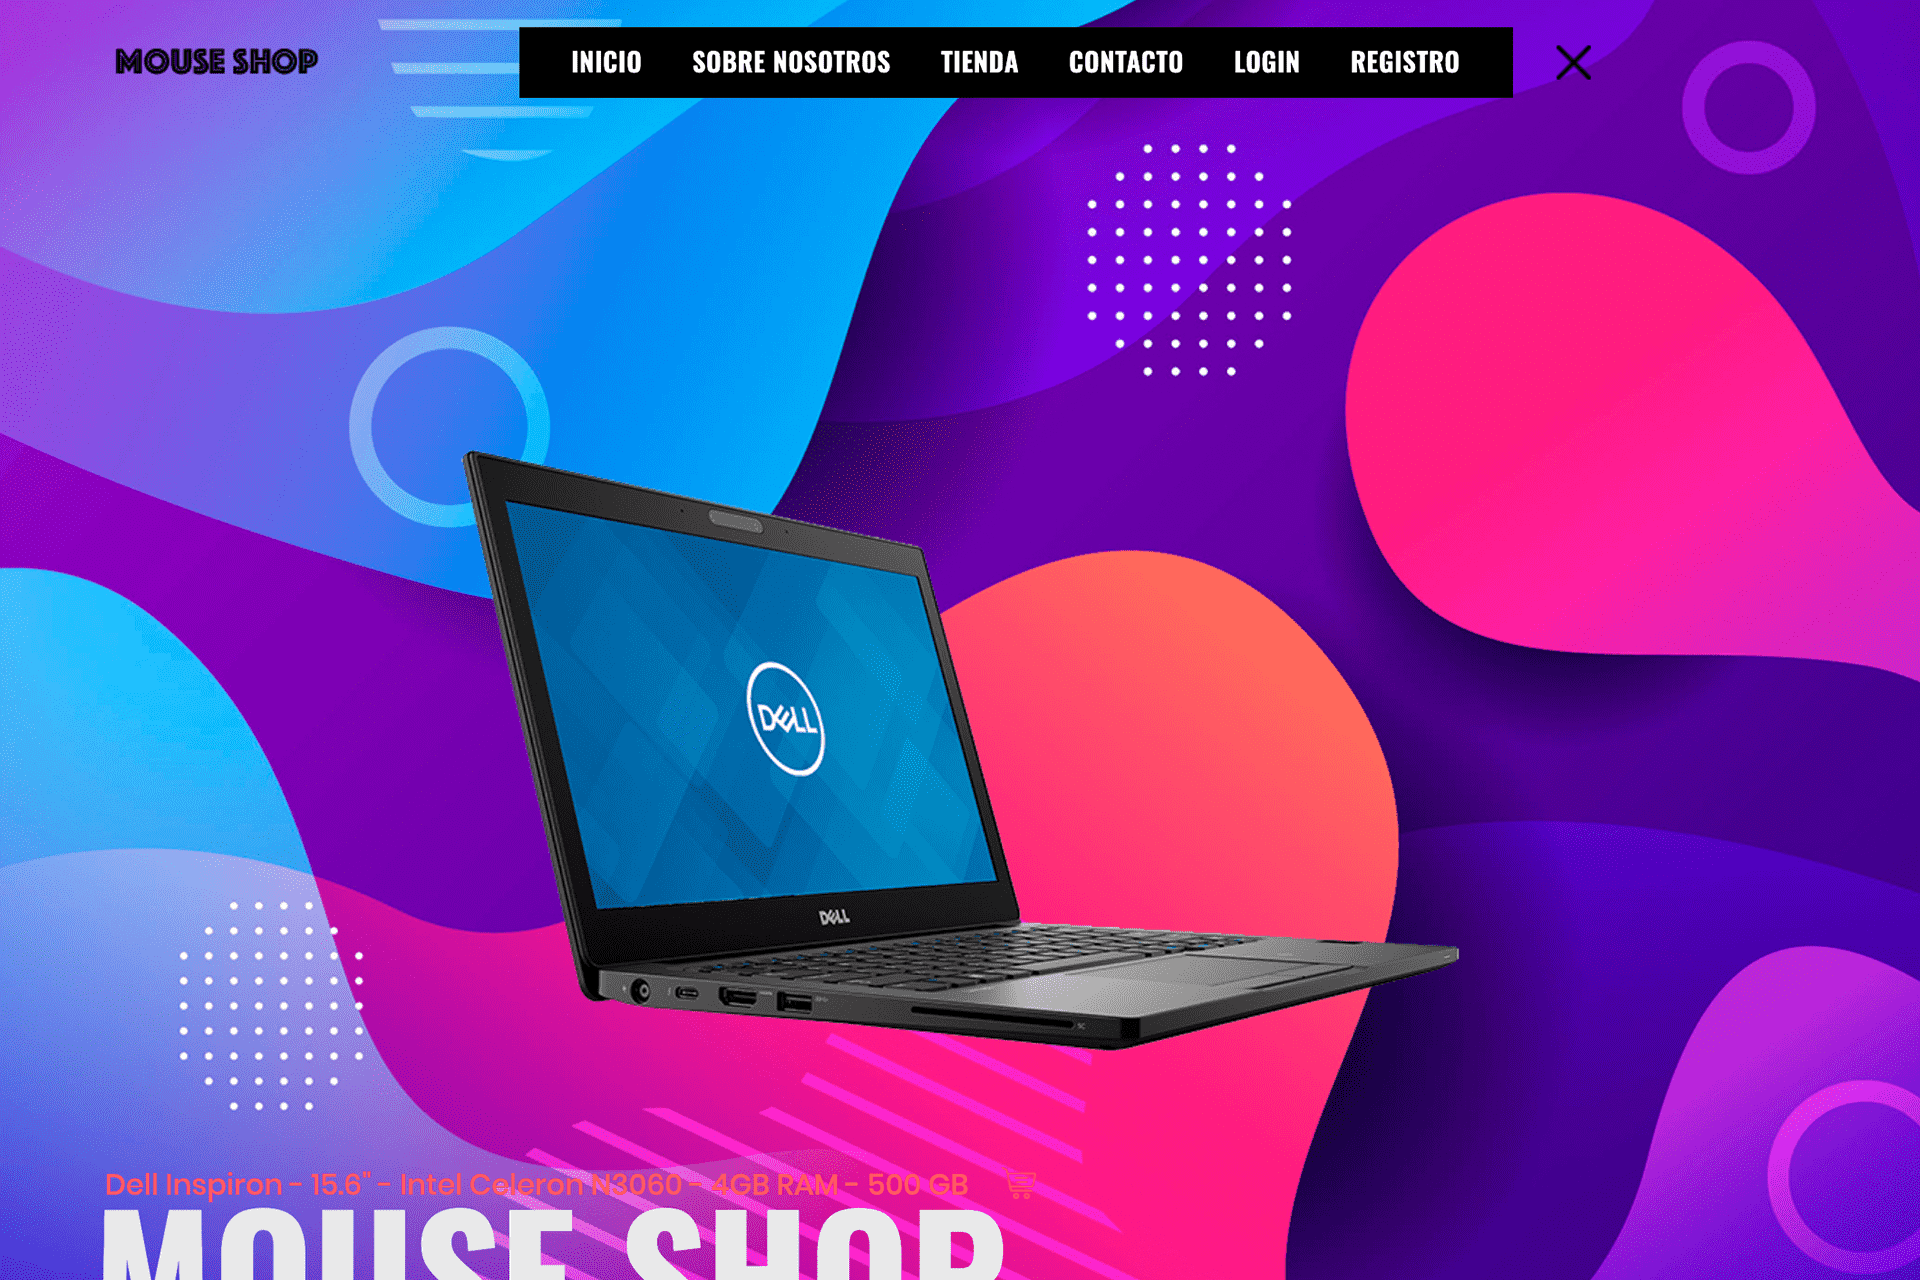 MOUSE SHOP
INICIO SOBRE NOSOTROS TIENDA CONTACTO LOGIN REGISTRO
DELL
DELL
Dell Inspiron - 15.6" - Intel Celeron N3060 - 4GB RAM - 500 GB
MOUSE SHOP